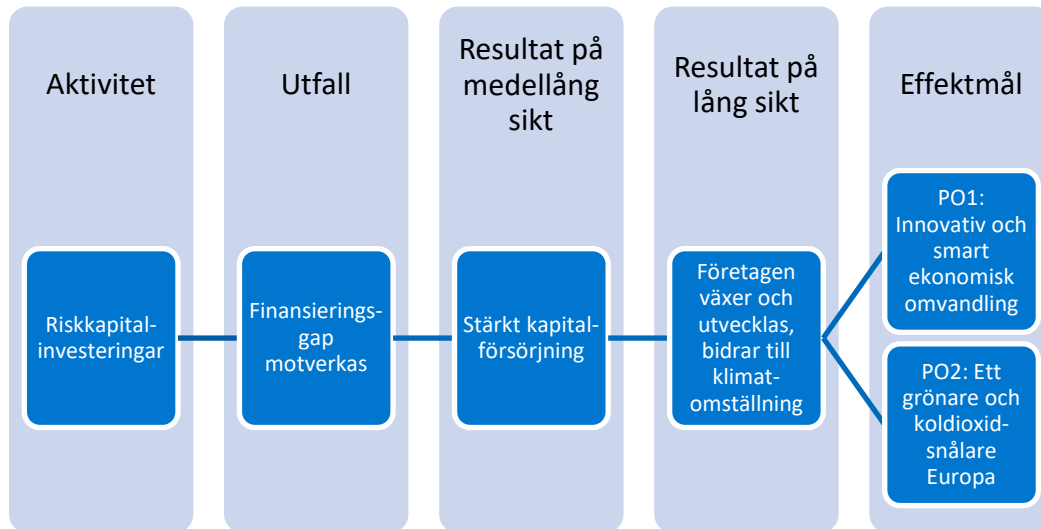 Aktivitet
Utfall
Resultat på
medellång
sikt
Resultat på
lång sikt
Effektmål
Riskkapital-
investeringar
Finansierings-
gap
motverkas
Stärkt kapital-
försörjning
Företagen
växer och
utvecklas,
bidrar till
klimat-
omställning
PO1:
Innovativ och
smart
ekonomisk
omvandling
PO2: Ett
grönare och
koldioxid-
snålare
Europa